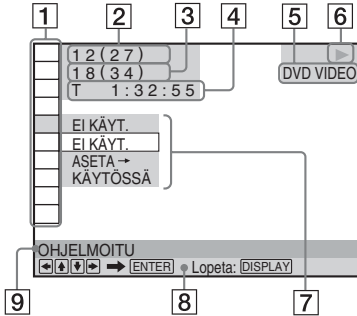 1 2 3 4 5 6
12(27)
18(34)
T 1:32:55
DVD VIDEO
EI KÄYT.
EI KÄYT.
ASETA →
KÄYTÖSSÄ
OHJELMOITU
ENTER Lopeta: DISPLAY
9 8 7